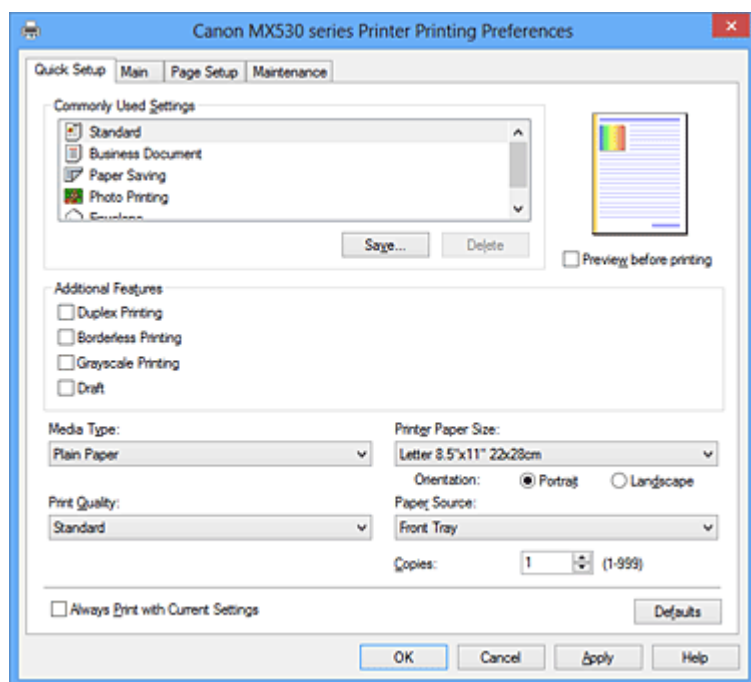 Canon MX530 series Printer Printing Preferences
Quick Setup Main Page Setup Maintenance
Commonly Used Settings
Standard
Business Document
Paper Saving
Photo Printing
Envelope
Save... Delete
Preview before printing
Additional Features
Duplex Printing
Borderless Printing
Grayscale Printing
Draft
Media Type:
Plain Paper
Printer Paper Size:
Letter 8.5"x11" 22x28cm
Orientation: Portrait Landscape
Print Quality:
Standard
Paper Source:
Front Tray
Copies: 1 (1-999)
Always Print with Current Settings
Defaults
OK Cancel Apply Help